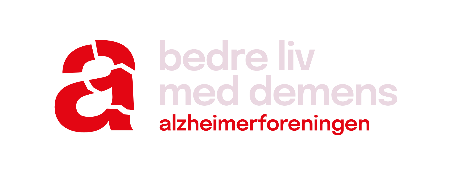 a
bedre liv
med demens
alzheimerforeningen